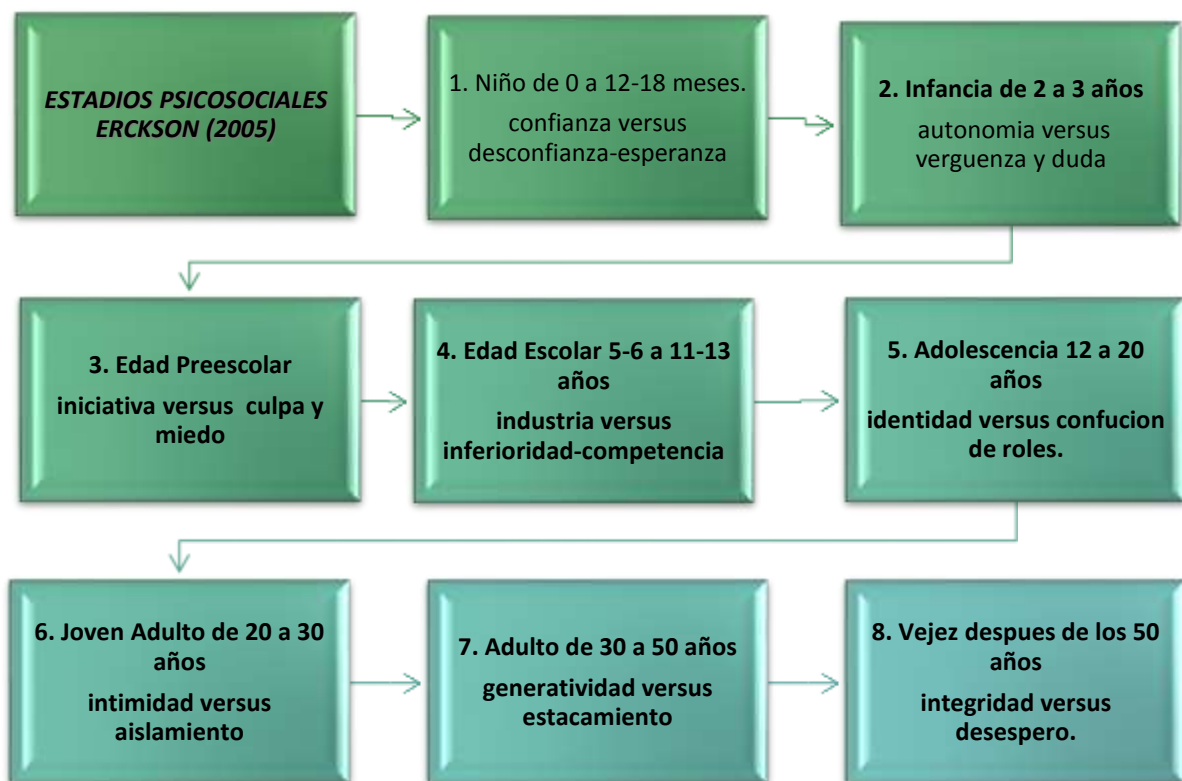 ESTADIOS PSICOSOCIALES
ERCKSON (2005)
1. Niño de 0 a 12-18 meses.
confianza versus
desconfianza-esperanza
2. Infancia de 2 a 3 años
autonomia versus
verguenza y duda
3. Edad Preescolar
iniciativa versus culpa y
miedo
4. Edad Escolar 5-6 a 11-13
años
industria versus
inferioridad-competencia
5. Adolescencia 12 a 20
años
identidad versus confucion
de roles.
6. Joven Adulto de 20 a 30
años
intimidad versus
aislamiento
7. Adulto de 30 a 50 años
generatividad versus
estacamiento
8. Vejez despues de los 50
años
integridad versus
desespero.